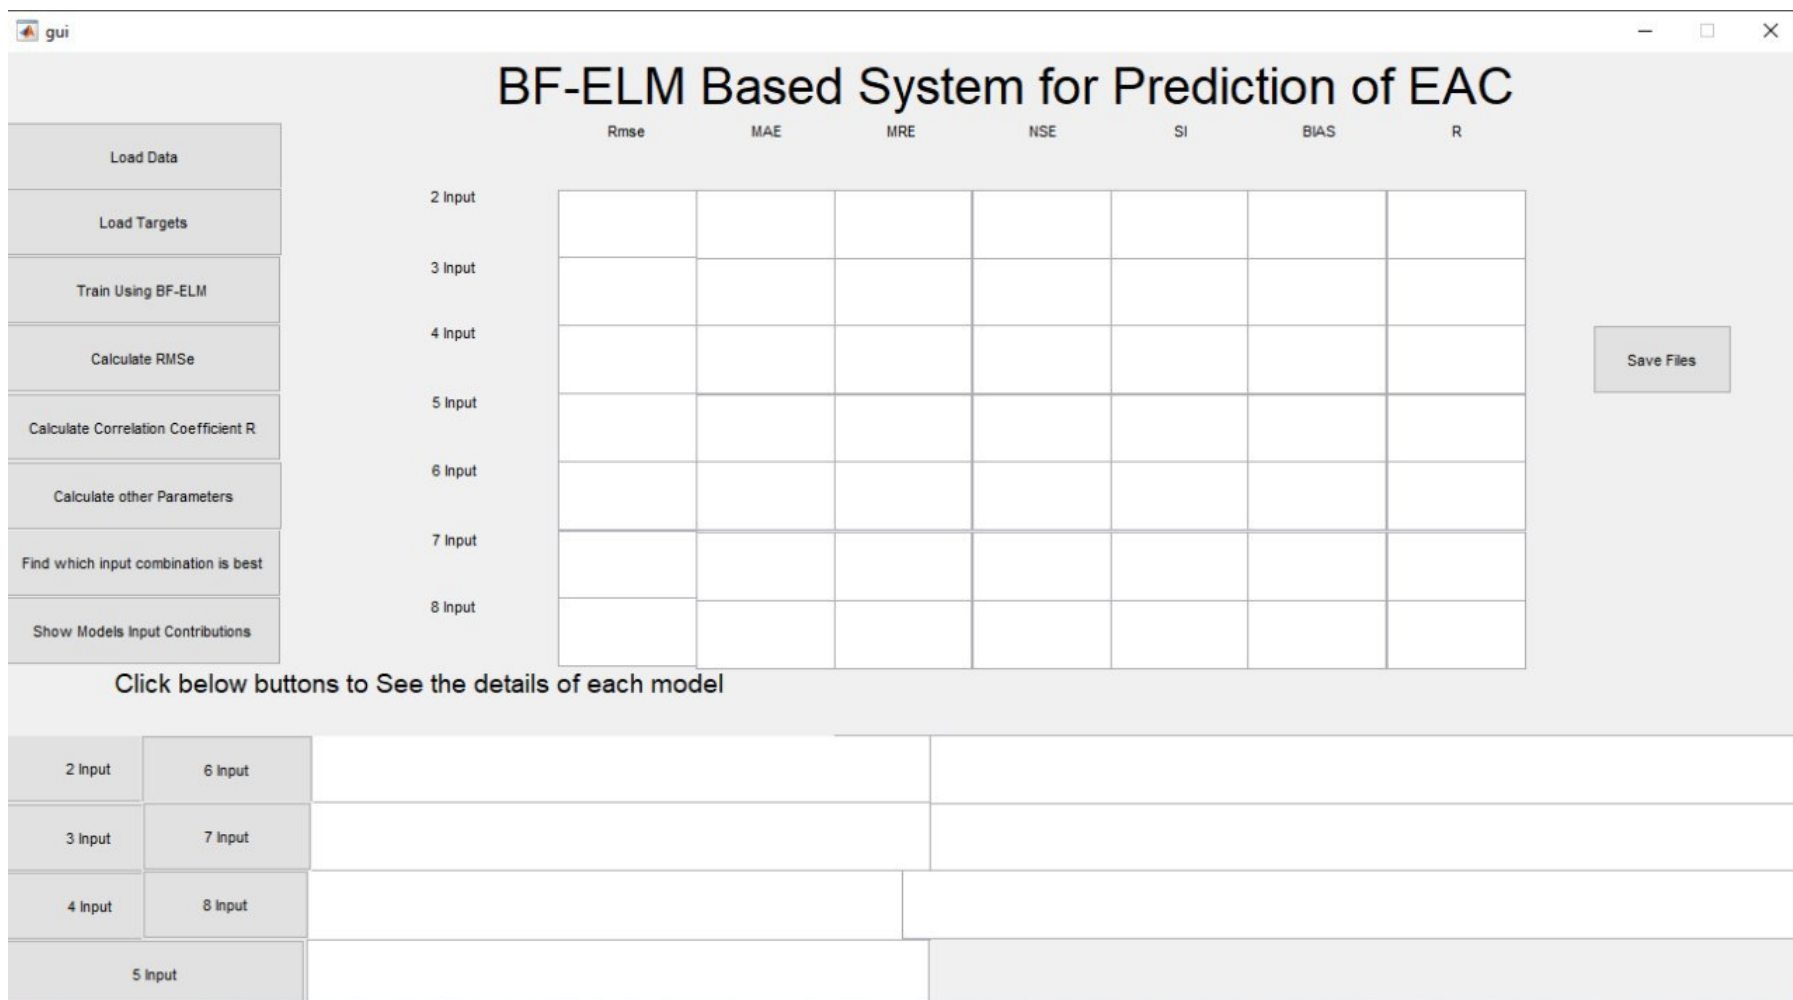 gui
BF-ELM Based System for Prediction of EAC
Rmse MAE MRE NSE SI BIAS R
Load Data
Load Targets
Train Using BF-ELM
Calculate RMSe
Calculate Correlation Coefficient R
Calculate other Parameters
Find which input combination is best
Show Models Input Contributions
2 Input
3 Input
4 Input
5 Input
6 Input
7 Input
8 Input
Save Files
Click below buttons to See the details of each model
2 Input 6 Input
3 Input 7 Input
4 Input 8 Input
5 Input